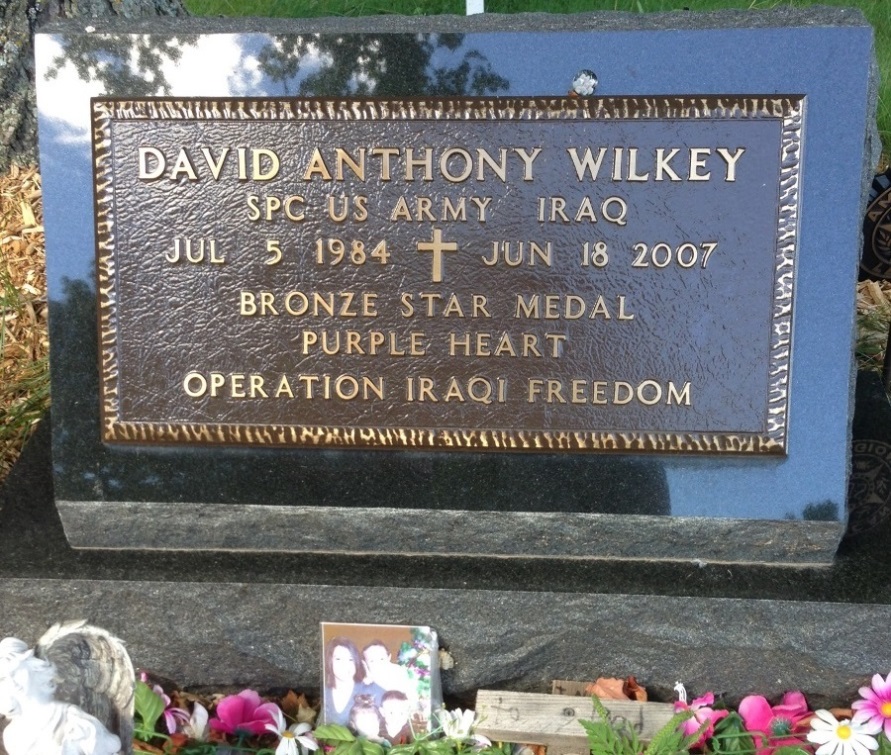 DAVID ANTHONY WILKEY
SPC US ARMY IRAQ
JUL 5 1984 JUN 18 2007
BRONZE STAR MEDAL
PURPLE HEART
OPERATION IRAQI FREEDOM